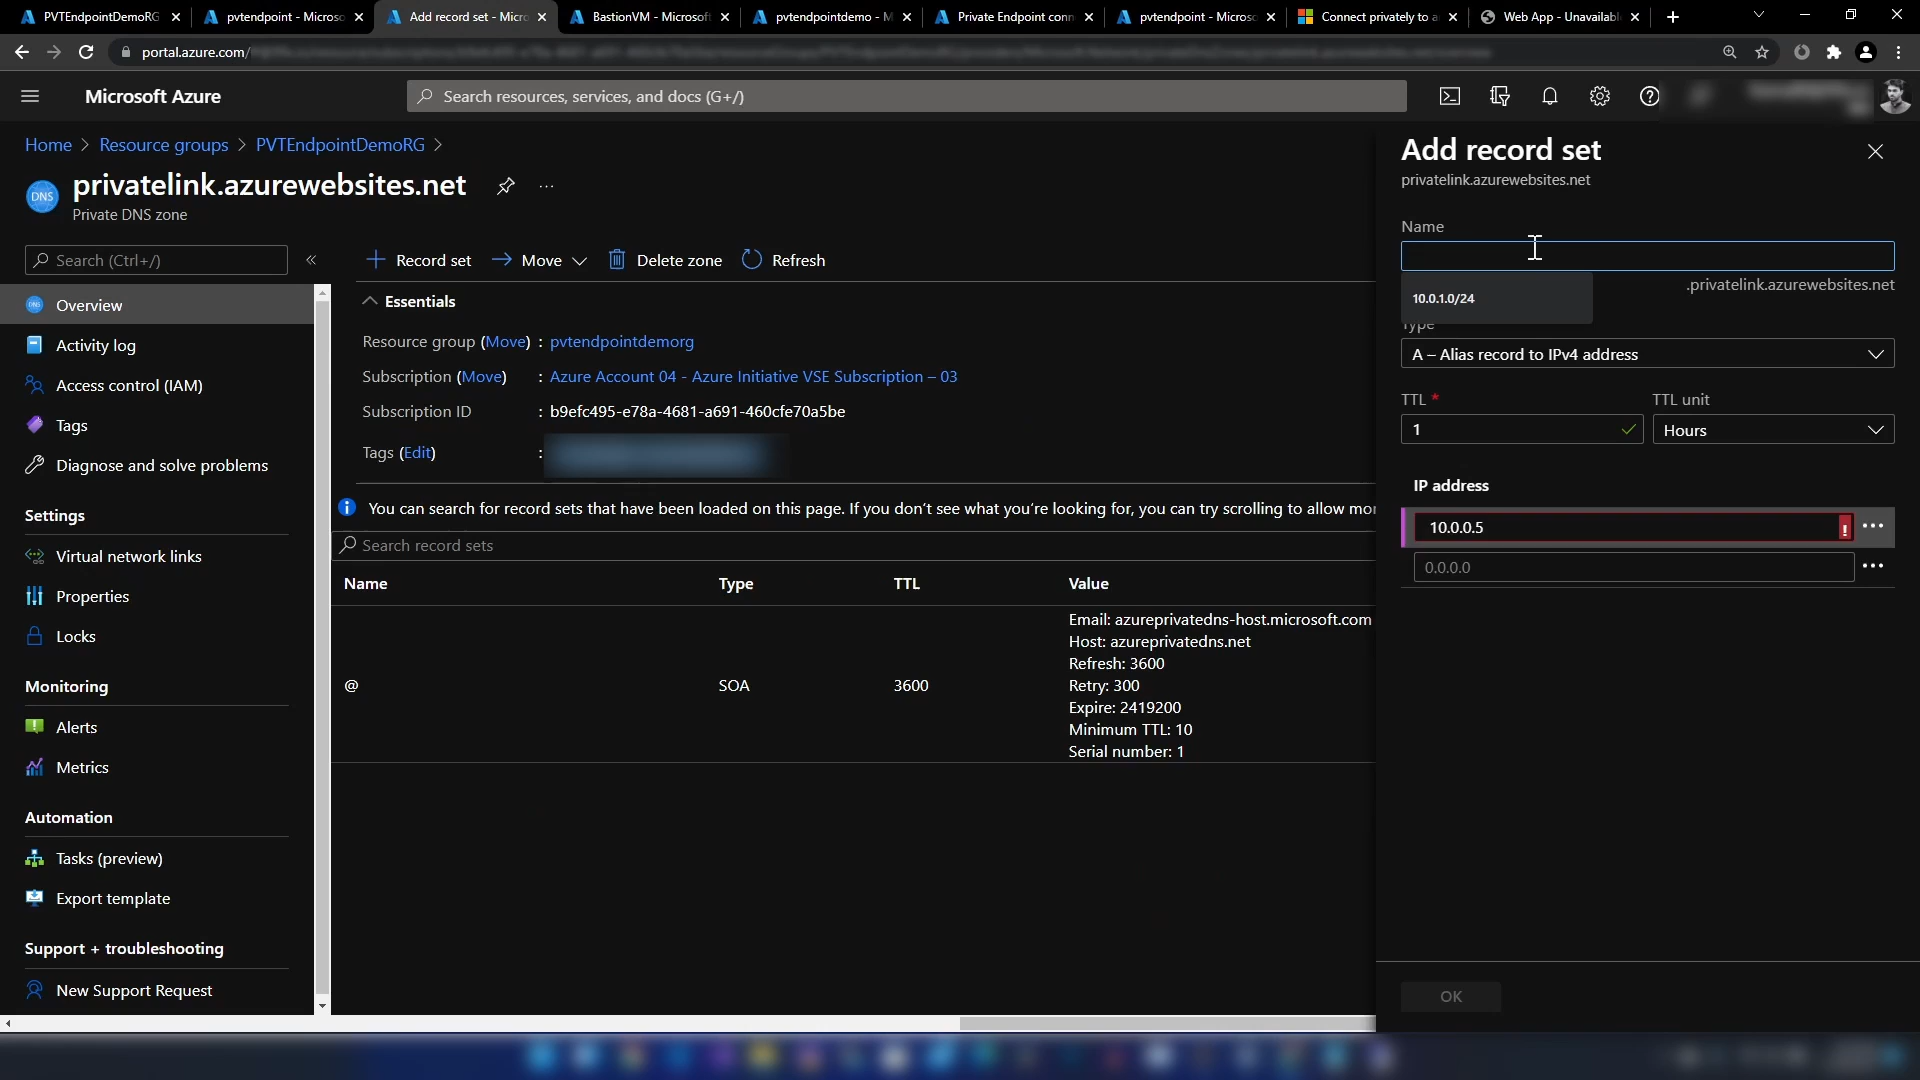 PVTEndpointDemoRG
pvtendpoint - Microso
Add record set - Micr
BastionVM - Microsoft
pvtendpointdemo - M
Private Endpoint conn
pvtendpoint - Microso
Connect privately to a
Web App - Unavailabl
portal.azure.com/
Microsoft Azure
Search resources, services, and docs (G+/)
Home > Resource groups > PVTEndpointDemoRG >
privatelink.azurewebsites.net
DNS
Private DNS zone
Search (Ctrl+/)
Overview
Activity log
Access control (IAM)
Tags
Diagnose and solve problems
Settings
Virtual network links
Properties
Locks
Monitoring
Alerts
Metrics
Automation
Tasks (preview)
Export template
Support + troubleshooting
New Support Request
Record set
Move
Delete zone
Refresh
Essentials
Resource group (Move) : pvtendpointdemorg
Subscription (Move) : Azure Account 04 - Azure Initiative VSE Subscription – 03
Subscription ID : b9efc495-e78a-4681-a691-460cfe70a5be
Tags (Edit) :
You can search for record sets that have been loaded on this page. If you don't see what you're looking for, you can try scrolling to allow mor
Search record sets
Name Type TTL Value
@ SOA 3600
Email: azureprivatedns-host.microsoft.com
Host: azureprivatedns.net
Refresh: 3600
Retry: 300
Expire: 2419200
Minimum TTL: 10
Serial number: 1
Add record set
privatelink.azurewebsites.net
Name
.privatelink.azurewebsites.net
10.0.1.0/24
Type
A – Alias record to IPv4 address
TTL * TTL unit
1 Hours
IP address
10.0.0.5
0.0.0.0
OK